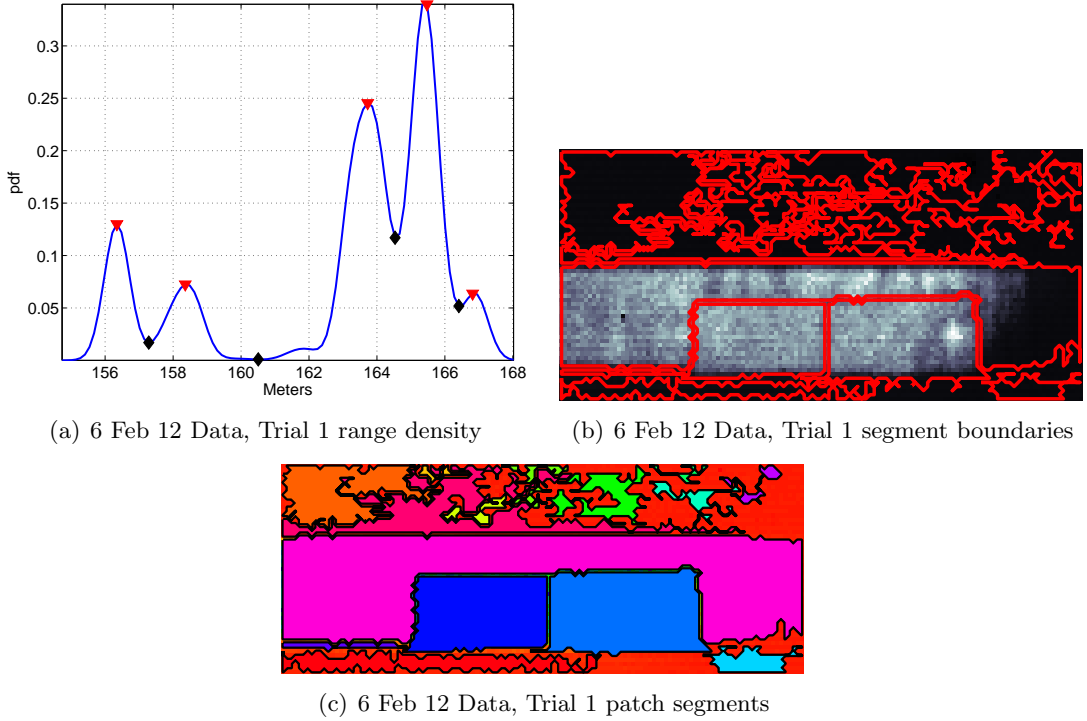 0.3
0.25
0.2
0.15
0.1
0.05
pdf
156 158 160 162 164 166 168
Meters
(a) 6 Feb 12 Data, Trial 1 range density
(b) 6 Feb 12 Data, Trial 1 segment boundaries
(c) 6 Feb 12 Data, Trial 1 patch segments